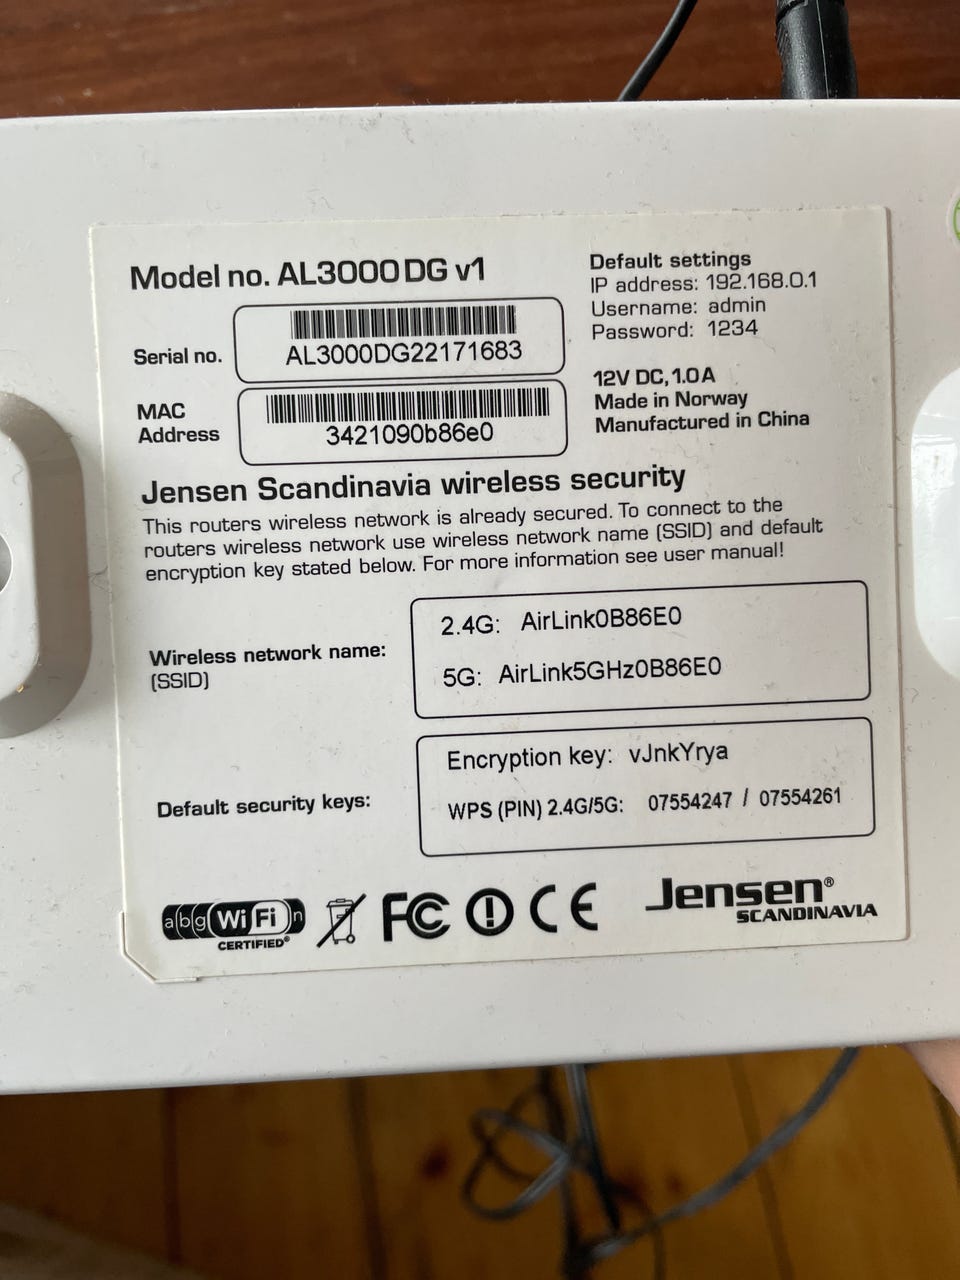 Model no. AL3000DG v1
Serial no.
AL3000DG22171683
MAC
Address
3421090b86e0
Default settings
IP address: 192.168.0.1
Username: admin
Password: 1234
12V DC, 1.0A
Made in Norway
Manufactured in China
Jensen Scandinavia wireless security
This routers wireless network is already secured. To connect to the
routers wireless network use wireless network name (SSID) and default
encryption key stated below. For more information see user manual!
Wireless network name:
(SSID)
2.4G: AirLink0B86E0
5G: AirLink5GHz0B86E0
Default security keys:
Encryption key: vJnkYrya
WPS (PIN) 2.4G/5G: 07554247 / 07554261
abg WiFi n
CERTIFIED®
FC
CE
Jensen®
SCANDINAVIA